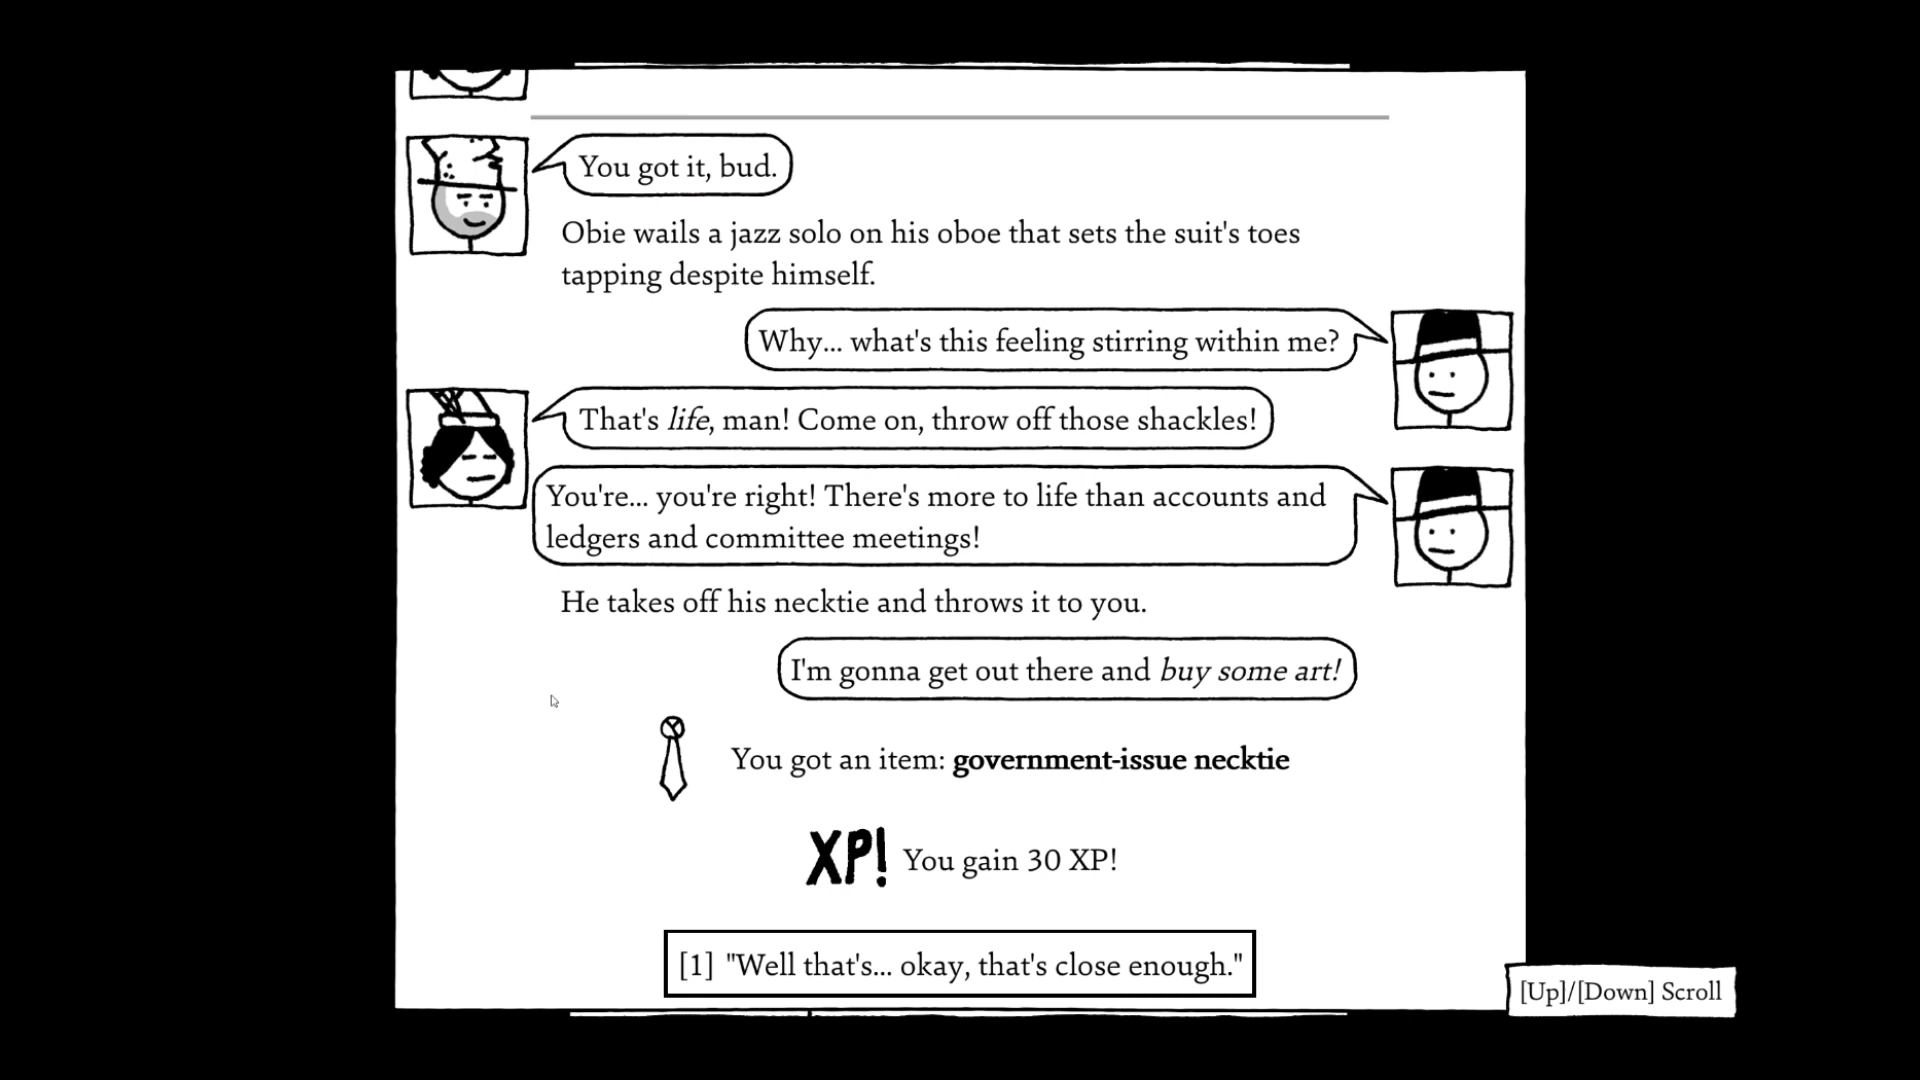 You got it, bud.
Obie wails a jazz solo on his oboe that sets the suit's toes
tapping despite himself.
Why... what's this feeling stirring within me?
That's life, man! Come on, throw off those shackles!
You're... you're right! There's more to life than accounts and
ledgers and committee meetings!
He takes off his necktie and throws it to you.
I'm gonna get out there and buy some art!
You got an item: government-issue necktie
XP! You gain 30 XP!
[1] "Well that's... okay, that's close enough."
[Up]/[Down] Scroll